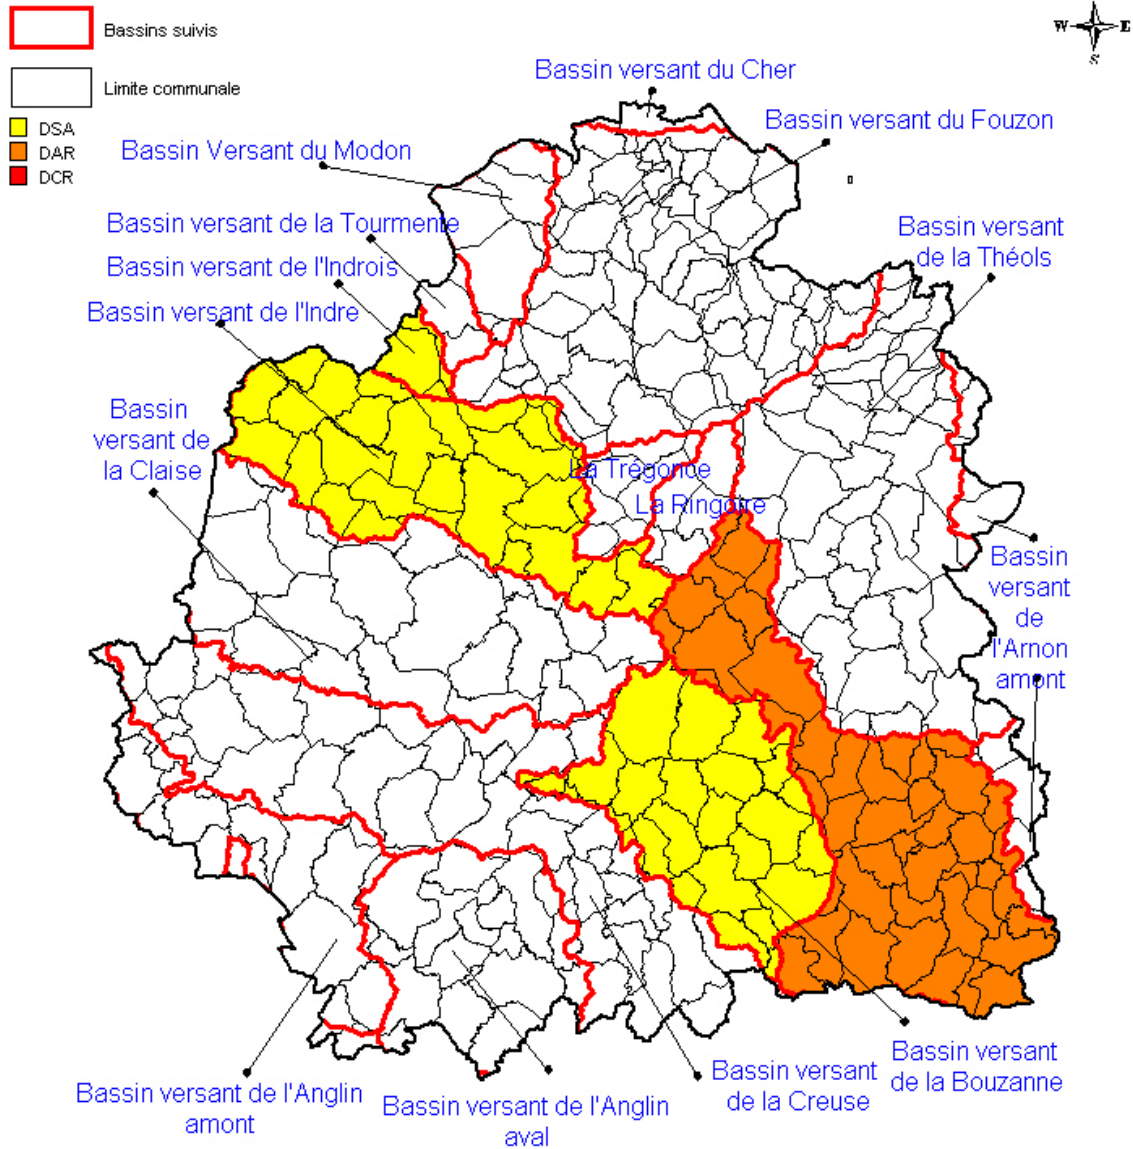 Bassins suivis
Limite communale
DSA
DAR
DCR
W E
S
Bassin versant du Cher
Bassin versant du Fouzon
Bassin Versant du Modon
Bassin versant de la Tourmente
Bassin versant
de la Théols
Bassin versant de l'Indrois
Bassin versant de l'Indre
Bassin
versant de
la Claise
La Trégonce
La Ringoire
Bassin
versant
de
l'Arnon
amont
Bassin versant
de la Bouzanne
Bassin versant
de la Creuse
Bassin versant de l'Anglin
amont
Bassin versant de l'Anglin
aval